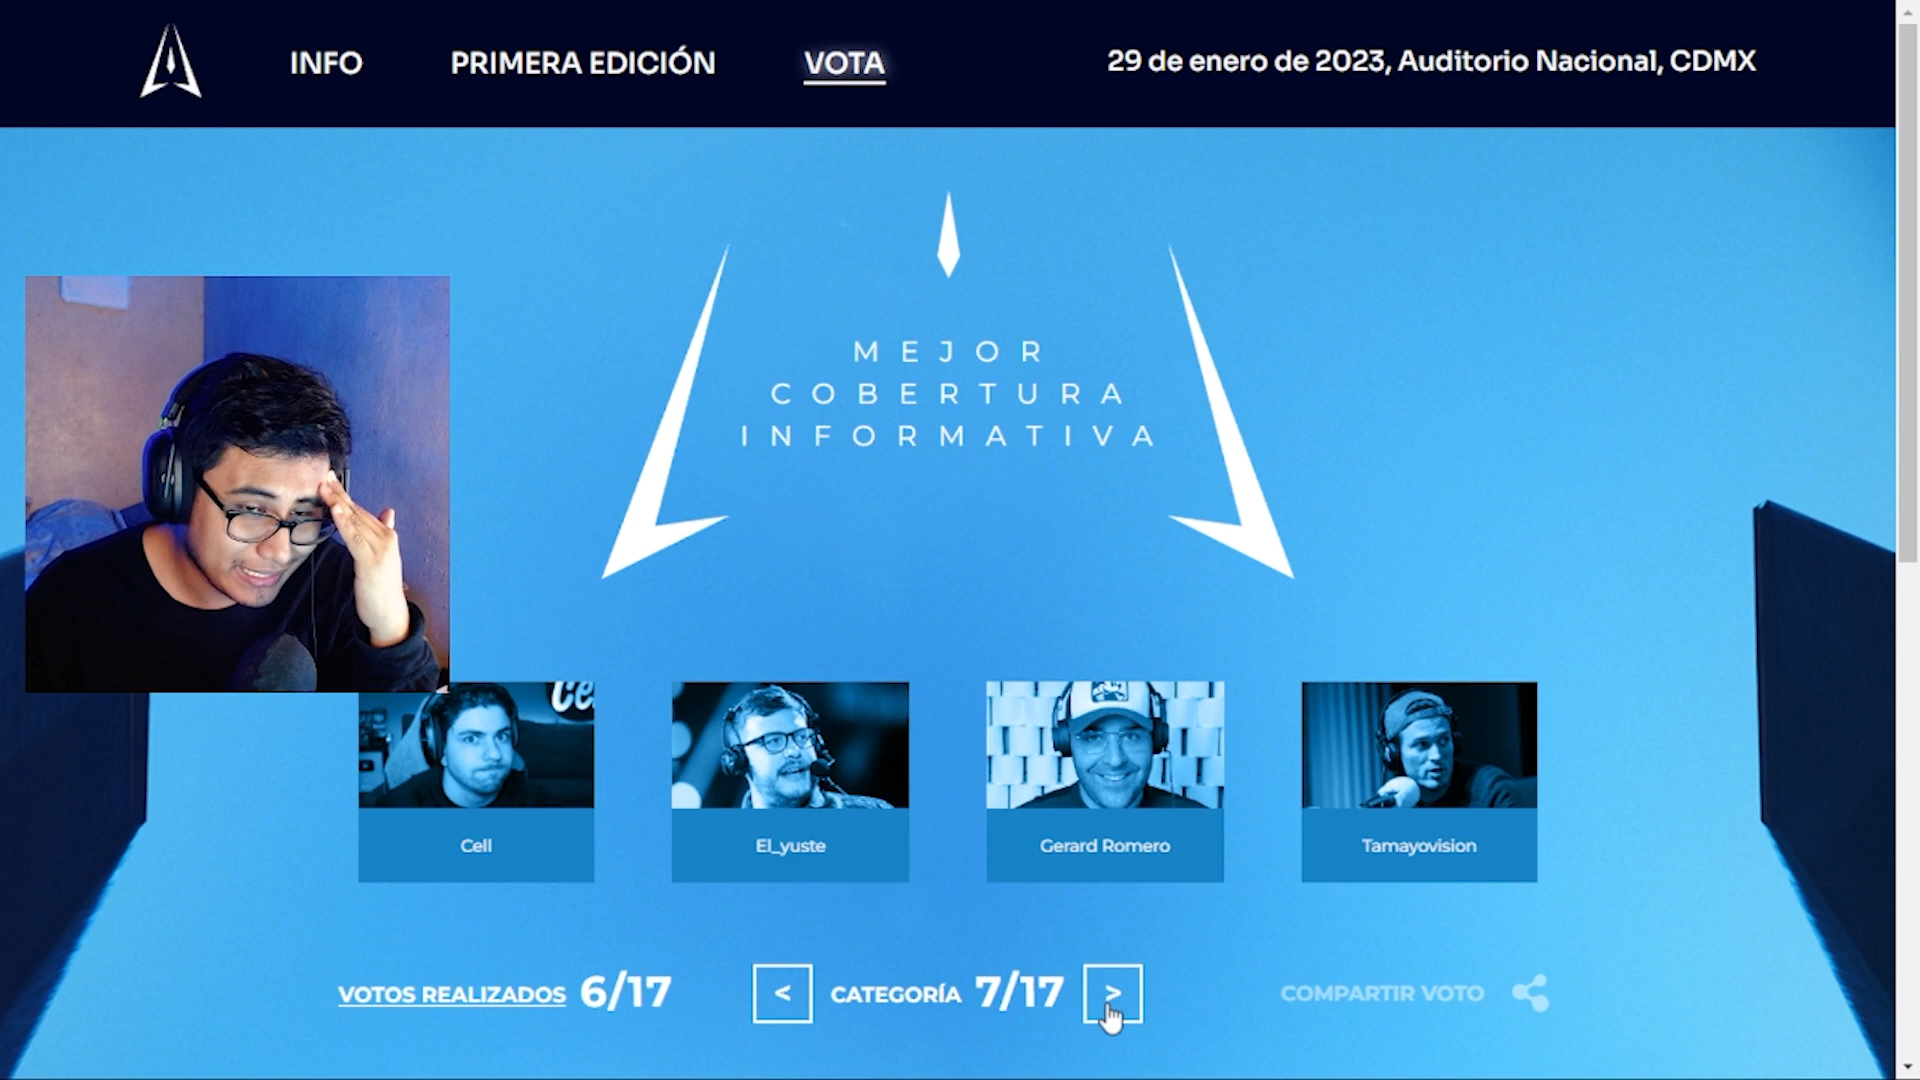 INFO
PRIMERA EDICIÓN
VOTA
29 de enero de 2023, Auditorio Nacional, CDMX
MEJOR
COBERTURA
INFORMATIVA
Cell
El_yuste
Gerard Romero
Tamayovision
VOTOS REALIZADOS 6/17
< CATEGORÍA 7/17 >
COMPARTIR VOTO